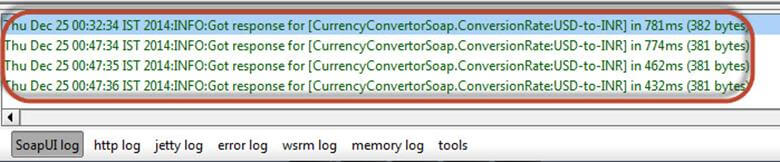 Thu Dec 25 00:32:34 IST 2014:INFO:Got response for [CurrencyConvertorSoap.ConversionRate:USD-to-INR] in 781ms (382 bytes)
Thu Dec 25 00:47:34 IST 2014:INFO:Got response for [CurrencyConvertorSoap.ConversionRate:USD-to-INR] in 774ms (381 bytes)
Thu Dec 25 00:47:35 IST 2014:INFO:Got response for [CurrencyConvertorSoap.ConversionRate:USD-to-INR] in 462ms (381 bytes)
Thu Dec 25 00:47:36 IST 2014:INFO:Got response for [CurrencyConvertorSoap.ConversionRate:USD-to-INR] in 432ms (381 bytes)
SoapUI log http log jetty log error log wsrm log memory log tools